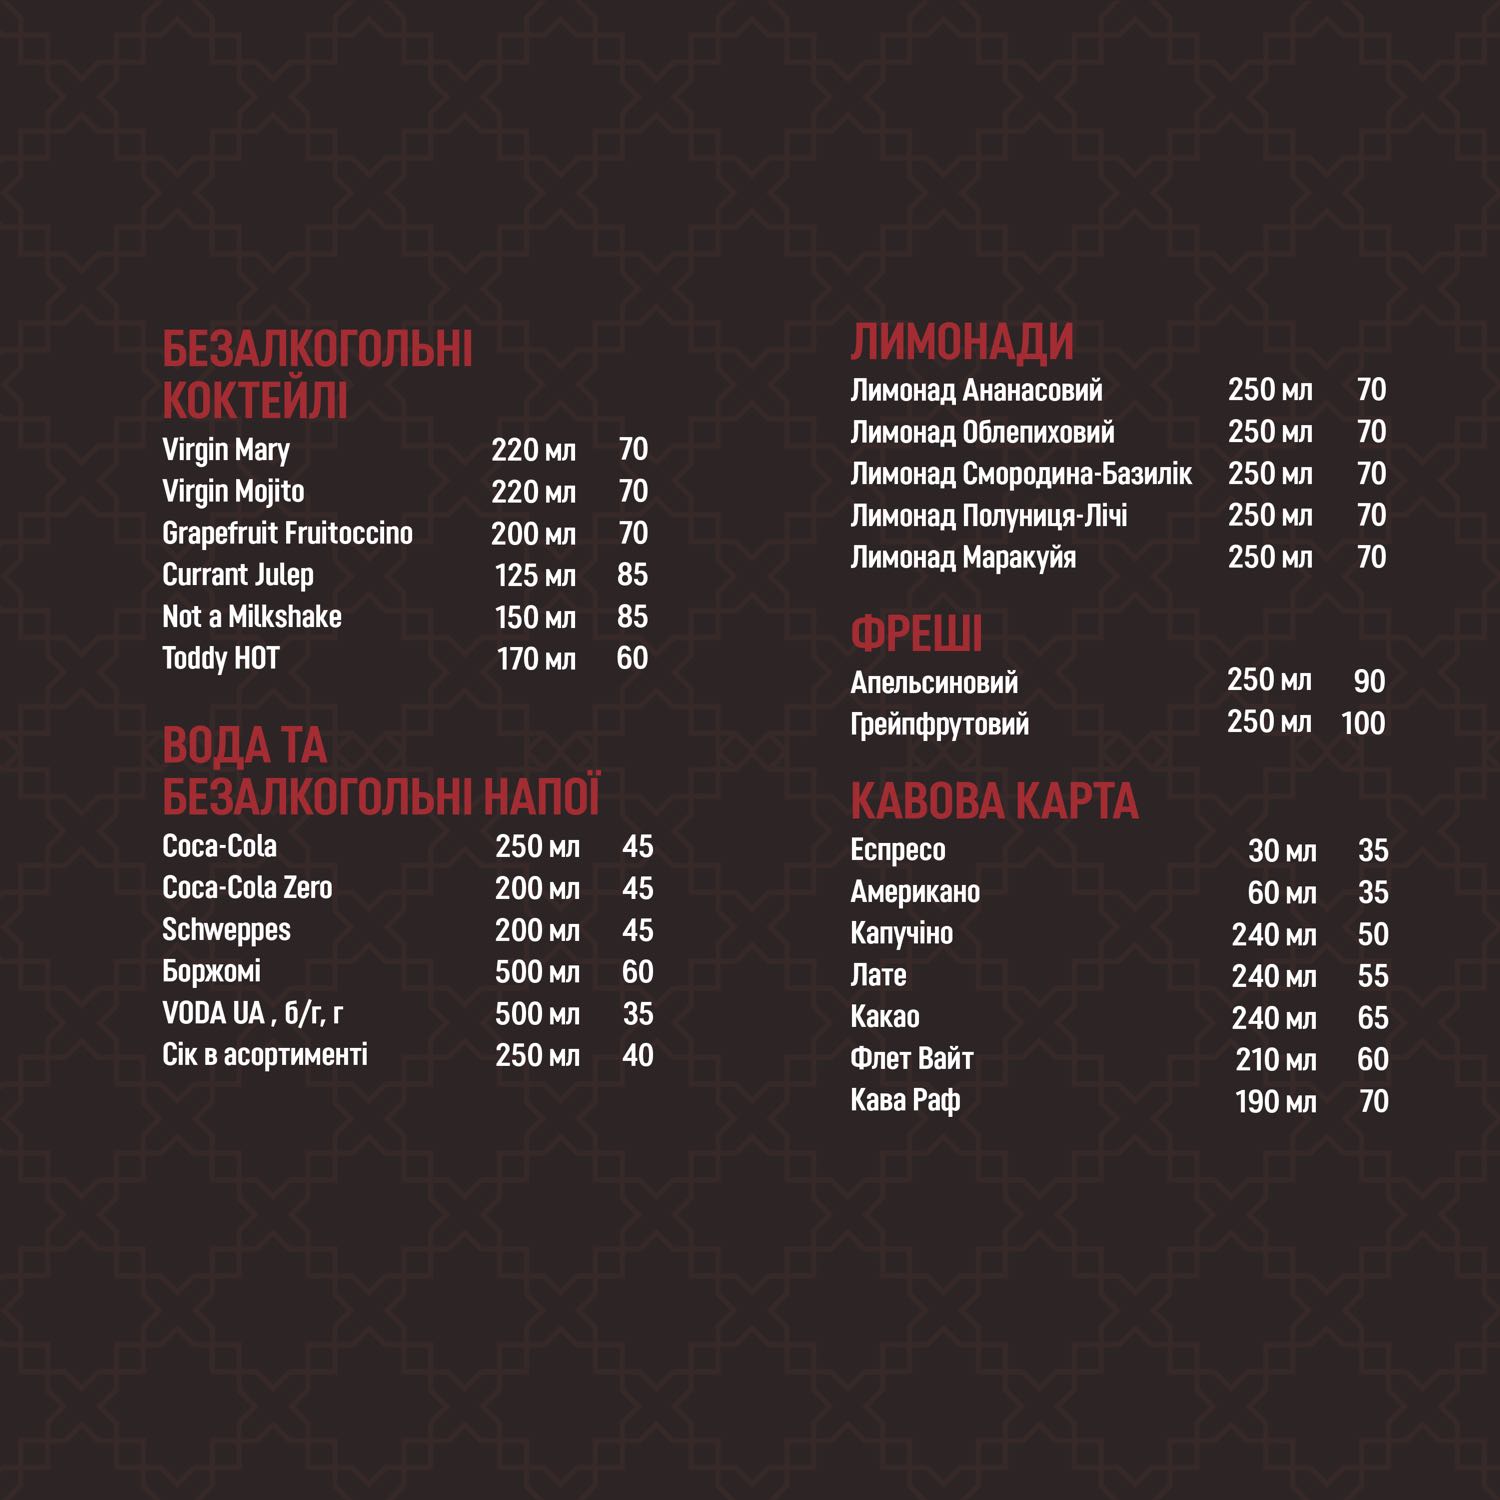 БЕЗАЛКОГОЛЬНІ
КОКТЕЙЛІ
Virgin Mary 220 мл 70
Virgin Mojito 220 мл 70
Grapefruit Fruitoccino 200 мл 70
Currant Julep 125 мл 85
Not a Milkshake 150 мл 85
Toddy HOT 170 мл 60
ВОДА ТА
БЕЗАЛКОГОЛЬНІ НАПОЇ
Coca-Cola 250 мл 45
Coca-Cola Zero 200 мл 45
Schweppes 200 мл 45
Боржомі 500 мл 60
VODA UA , б/г, г 500 мл 35
Сік в асортименті 250 мл 40
ЛИМОНАДИ
Лимонад Ананасовий 250 мл 70
Лимонад Облепиховий 250 мл 70
Лимонад Смородина-Базилік 250 мл 70
Лимонад Полуниця-Лічі 250 мл 70
Лимонад Маракуйя 250 мл 70
ФРЕШІ
Апельсиновий 250 мл 90
Грейпфрутовий 250 мл 100
КАВОВА КАРТА
Еспресо 30 мл 35
Американо 60 мл 35
Капучіно 240 мл 50
Лате 240 мл 55
Какао 240 мл 65
Флет Вайт 210 мл 60
Кава Раф 190 мл 70